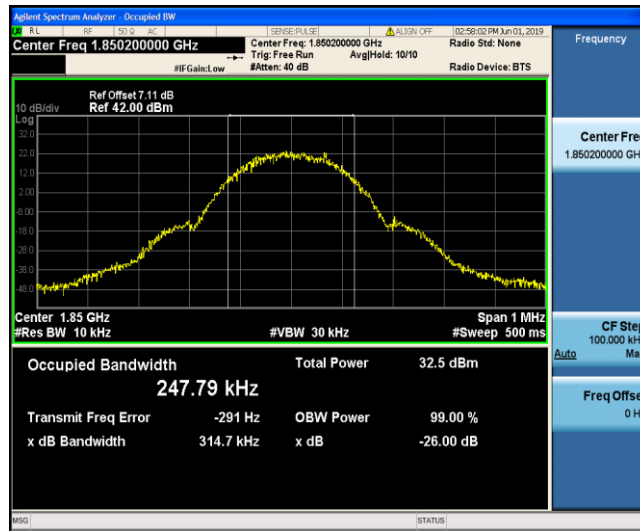 Agilent Spectrum Analyzer - Occupied BW
RL RF 50 Ω AC SENSE:PULSE ALIGN OFF 02:58:02 PM Jun 01, 2019
Center Freq 1.850200000 GHz Center Freq: 1.850200000 GHz Radio Std: None Frequency
Trig: Free Run Avg|Hold: 10/10
#IFGain:Low #Atten: 40 dB Radio Device: BTS
Ref Offset 7.11 dB
10 dB/div Ref 42.00 dBm
Log
32.0
22.0
12.0
2.00
-8.00
-18.0
-28.0
-38.0
-48.0
Center Fre
1.850200000 GH
Center 1.85 GHz Span 1 MHz
#Res BW 10 kHz #VBW 30 kHz #Sweep 500 ms
CF Step
100.000 kH
Auto Ma
Occupied Bandwidth Total Power 32.5 dBm
247.79 kHz
Transmit Freq Error -291 Hz OBW Power 99.00 %
x dB Bandwidth 314.7 kHz x dB -26.00 dB
Freq Offse
0 H
MSG STATUS